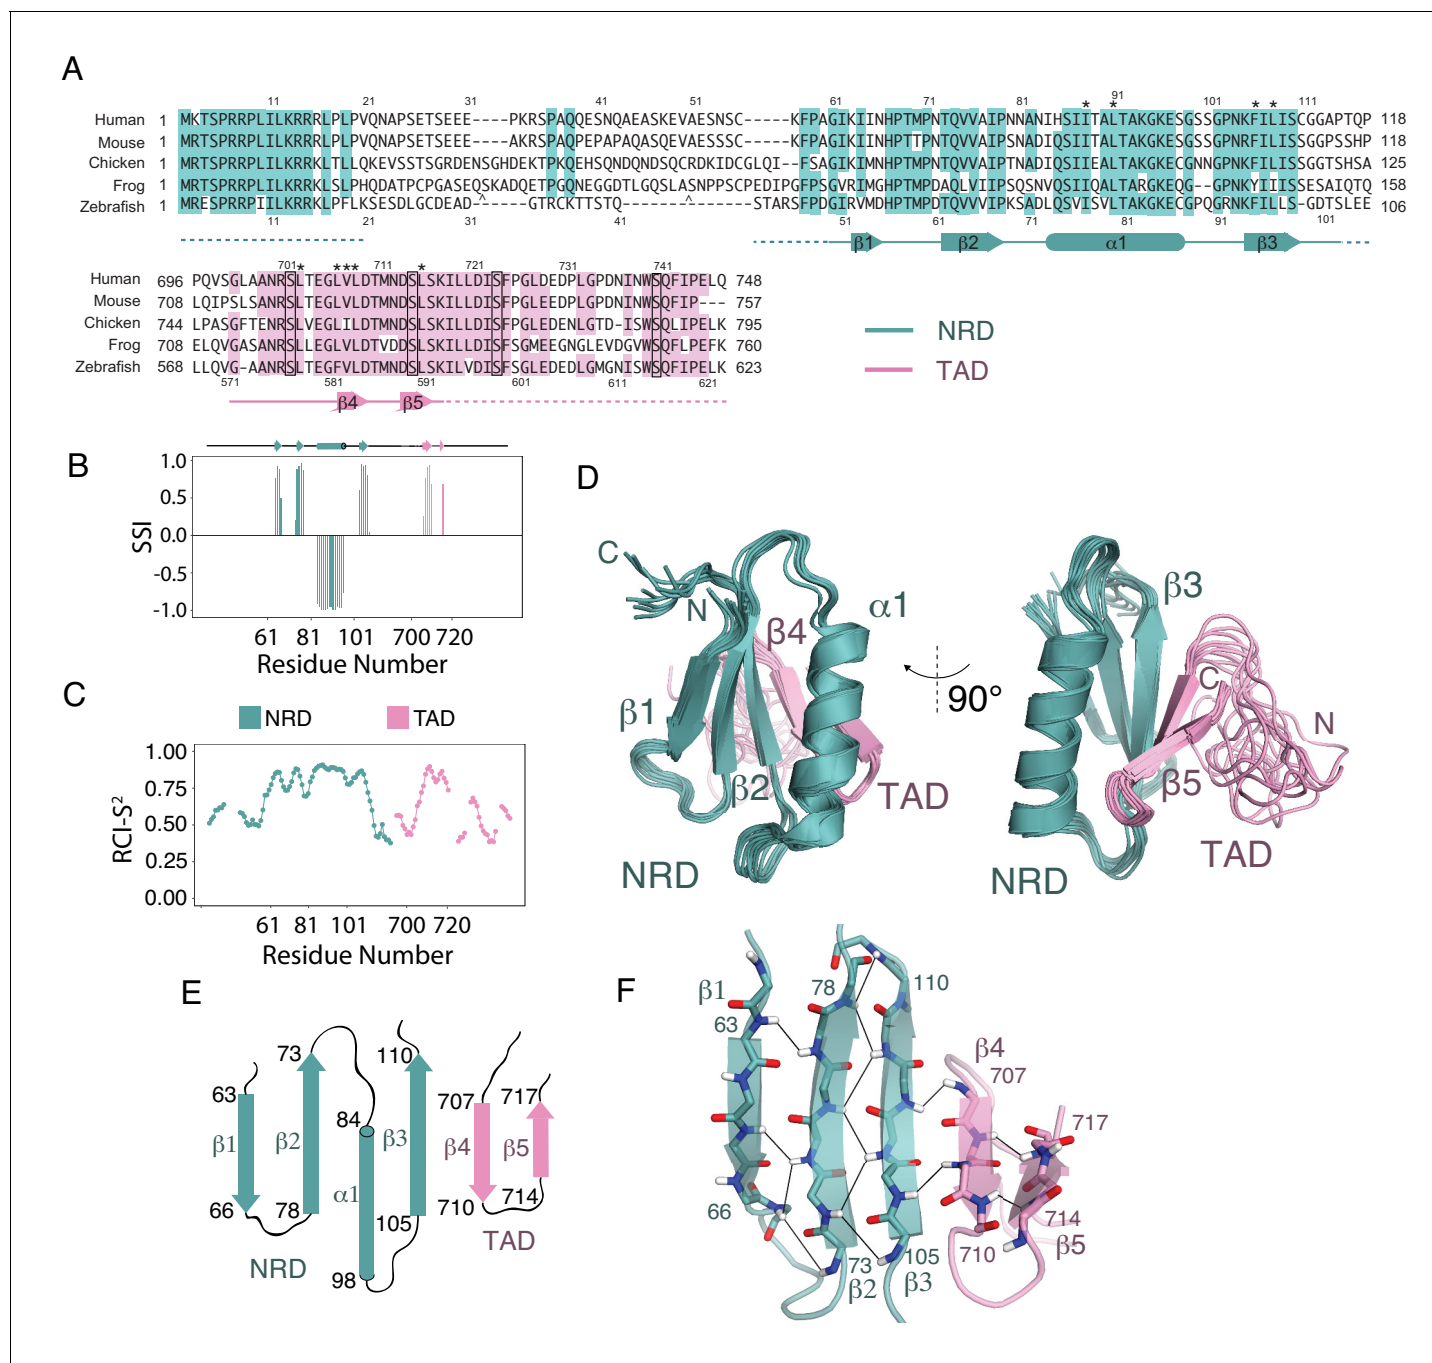 A
11 21 31 41 51 61 71 81 * 91 * 101 * * 111
Human 1 MKTSPRRPLILKRRRLPLPVQNAPSETSEEE----PKRSPAQQESNQAEASKEVAESNSC-----KFPAGIKIINHPTMPNTQVVAIPNNANIHSIITALTAKGKESGSSGPNKFILISCGGAPTQP 118
Mouse 1 MRTSPRRPLILKRRRLPLPVQNAPSETSEEE----AKRSPAQPEPAPAQASQEVAESSSC-----KFPAGIKIINHPTTPNTQVVAIPSNADIQSIITALTAKGKESGSSGPNKFILISSGGPSSHP 118
Chicken 1 MRTSPRRPLILKRRKLTLLQKEVSSTSGRDENSGHDEKTPKQEHSQNDQNDSQCRDKIDCGLQI--FSAGIKIMNHPTMPNTQVVAIPTNADIQSIIEALTAKGKECGNNGPNKFILISSGGTSHSA 125
Frog 1 MRTSPRRPLILKRRKLSLPHQDATPCPGASEQSKADQETPGQNEGGDTLGQSLASNPPSCPEDIPGFPSGVRIMGHPTMPDAQLVIIPSQSNVQSIIQALTARGKEQG--GPNKYIIISSESAIQTQ 158
Zebrafish 1 MRESPRRPIILKRRKLPFLKSESDLGCDEAD^----GTRCKTTSTQ------^-------STARSFPDGIRVMDHPTMPDTQVVVIPKSADLQSVISVLTAKGKECGPQGRNKFILLS-GDTSLEE 106
11 21 31 41 51 61 71 81 91 101
β1 β2 α1 β3
701 * *** 711 * 721 731 741
Human 696 PQVSGLAANRSLTEGLVLDTMNDSLSKILLDISFPGLDEDPLGPDNINWSQFIPELQ 748
Mouse 708 LQIPSLSANRSLTEGLVLDTMNDSLSKILLDISFPGLEEDPLGPDNINWSQFIP--- 757
Chicken 744 LPASGFTENRSLVEGLILDTMNDSLSKILLDISFPGLEDENLGTD-ISWSQLIPELK 795
Frog 708 ELQVGASANRSLLEGLVLDTVDDSLSKILLDISFSGMEEGNGLEVDGVWSQFLPEFK 760
Zebrafish 568 LLQVG-AANRSLTEGFVLDTMNDSLSKILVDISFSGLEDEDLGMGNISWSQFIPELK 623
571 581 591 601 611 621
β4 β5
NRD
TAD
B
SSI
1.0
0.5
0.0
-0.5
-1.0
61 81 101 700 720
Residue Number
C
NRD TAD
RCI-S2
1.00
0.75
0.50
0.25
0.00
61 81 101 700 720
Residue Number
D
C
N
β4
α1
β1
β2
TAD
NRD
90°
β3
C
N
β5
TAD
NRD
E
73 β3 110
63 84 707 717
β1 β2 β4 β5
α1
66 78 105 710 714
NRD TAD
98
F
β1 78 110
63 β4
707
717
66
714
73 105 710 β5
β2 β3